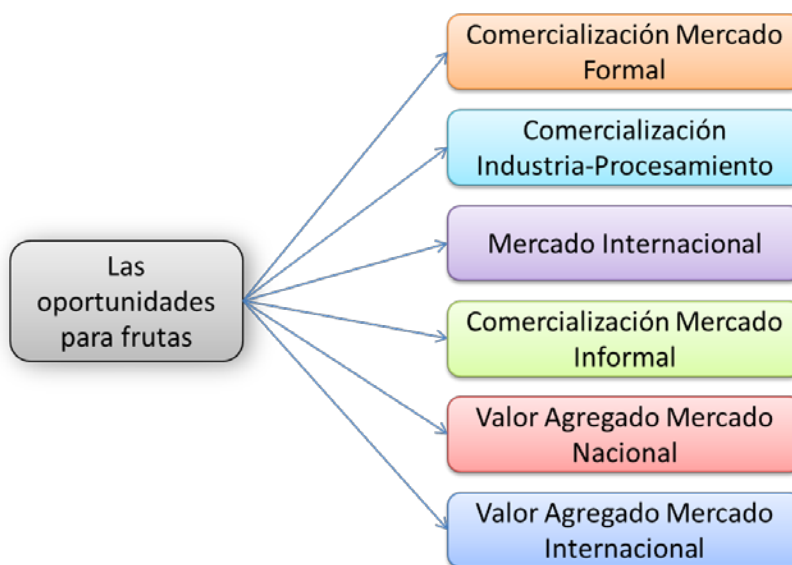 Comercialización Mercado
Formal
Comercialización
Industria-Procesamiento
Mercado Internacional
Las
oportunidades
para frutas
Comercialización Mercado
Informal
Valor Agregado Mercado
Nacional
Valor Agregado Mercado
Internacional